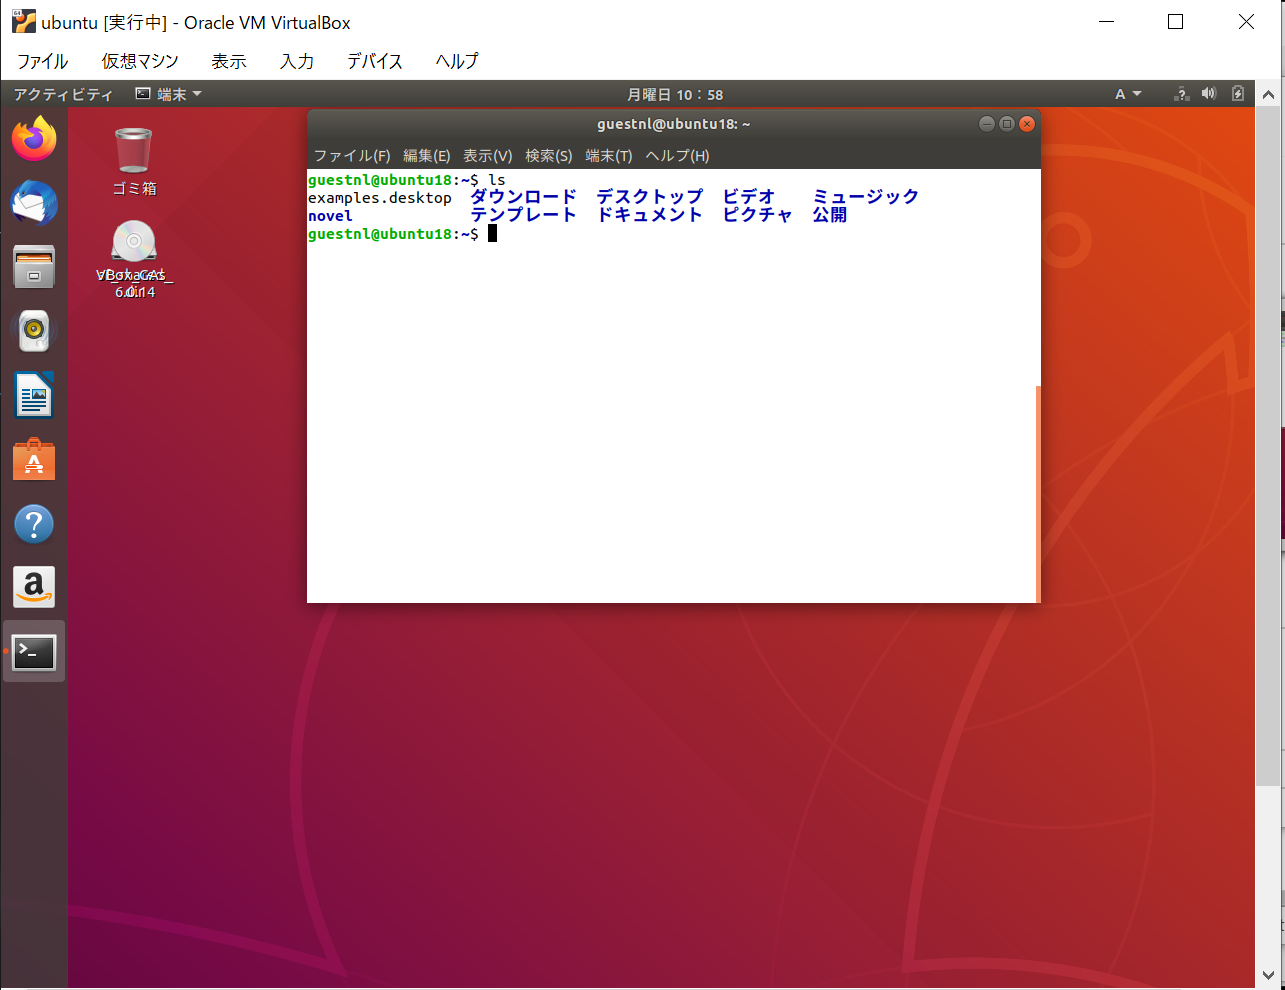 ubuntu [実行中] - Oracle VM VirtualBox
ファイル 仮想マシン 表示 入力 デバイス ヘルプ
アクティビティ 端末 月曜日 10：58 A
guestnl@ubuntu18: ~
ファイル(F) 編集(E) 表示(V) 検索(S) 端末(T) ヘルプ(H)
guestnl@ubuntu18:~$ ls
examples.desktop ダウンロード デスクトップ ビデオ ミュージック
novel テンプレート ドキュメント ピクチャ 公開
guestnl@ubuntu18:~$
ゴミ箱